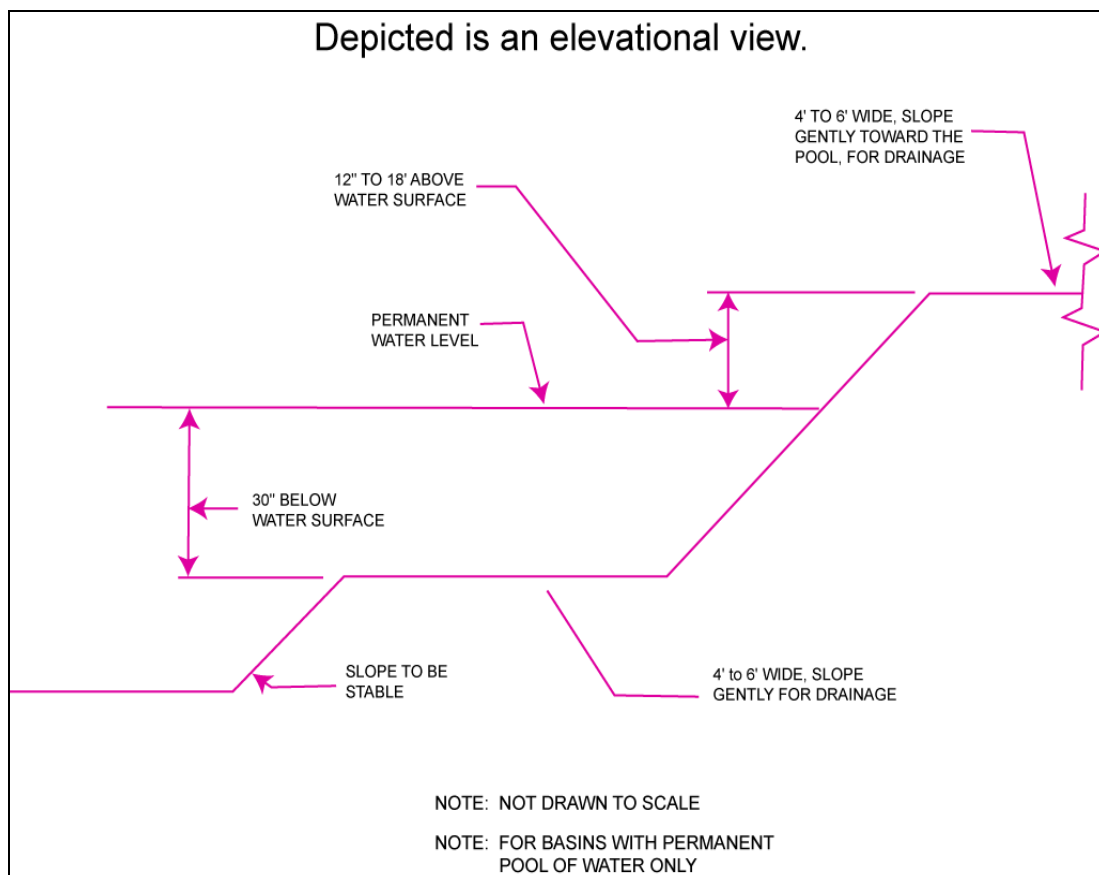 Depicted is an elevational view.
4' TO 6' WIDE, SLOPE
GENTLY TOWARD THE
POOL, FOR DRAINAGE
12" TO 18' ABOVE
WATER SURFACE
PERMANENT
WATER LEVEL
30" BELOW
WATER SURFACE
SLOPE TO BE
STABLE
4' to 6' WIDE, SLOPE
GENTLY FOR DRAINAGE
NOTE: NOT DRAWN TO SCALE
NOTE: FOR BASINS WITH PERMANENT
POOL OF WATER ONLY